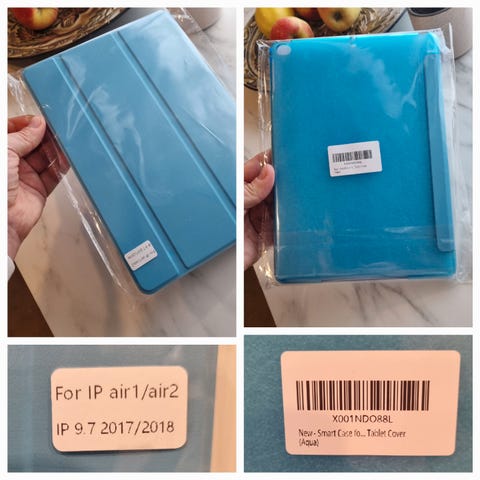 For IP air1/air2
IP 9.7 2017/2018
X001NDO88L
New - Smart Case fo... Tablet Cover
(Aqua)